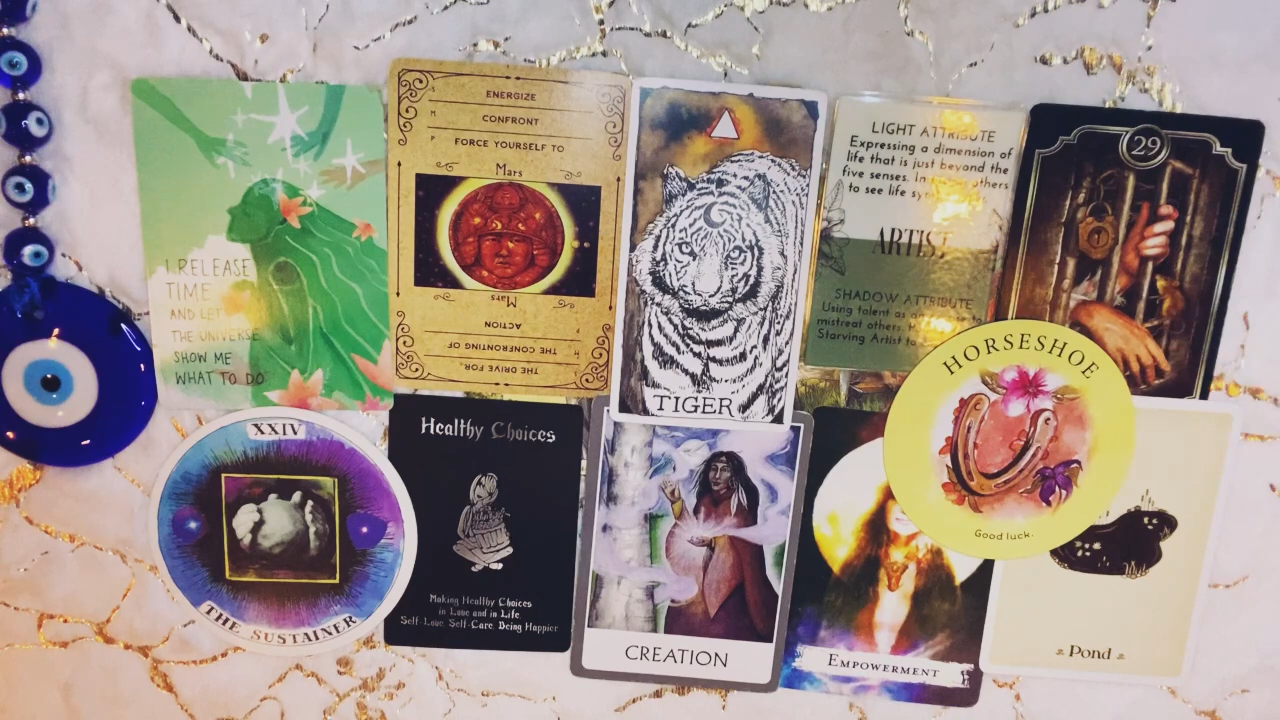 I RELEASE
TIME
AND LET
THE UNIVERSE
SHOW ME
WHAT TO DO
ENERGIZE
CONFRONT
FORCE YOURSELF TO
Mars
Mars
ACTION
THE CONFRONTING OF
THE DRIVE FOR:
TIGER
LIGHT ATTRIBUTE
Expressing a dimension of
life that is just beyond the
five senses. others
to see life
ARTIST
SHADOW ATTRIBUTE
Using talent as
mistreat others.
Starving Artist to
29
XXIV
THE SUSTAINER
Healthy Choices
Making Healthy Choices
in Love and in Life.
Self-Love, Self-Care, Being Happier
CREATION
EMPOWERMENT
HORSESHOE
Good luck.
Pond